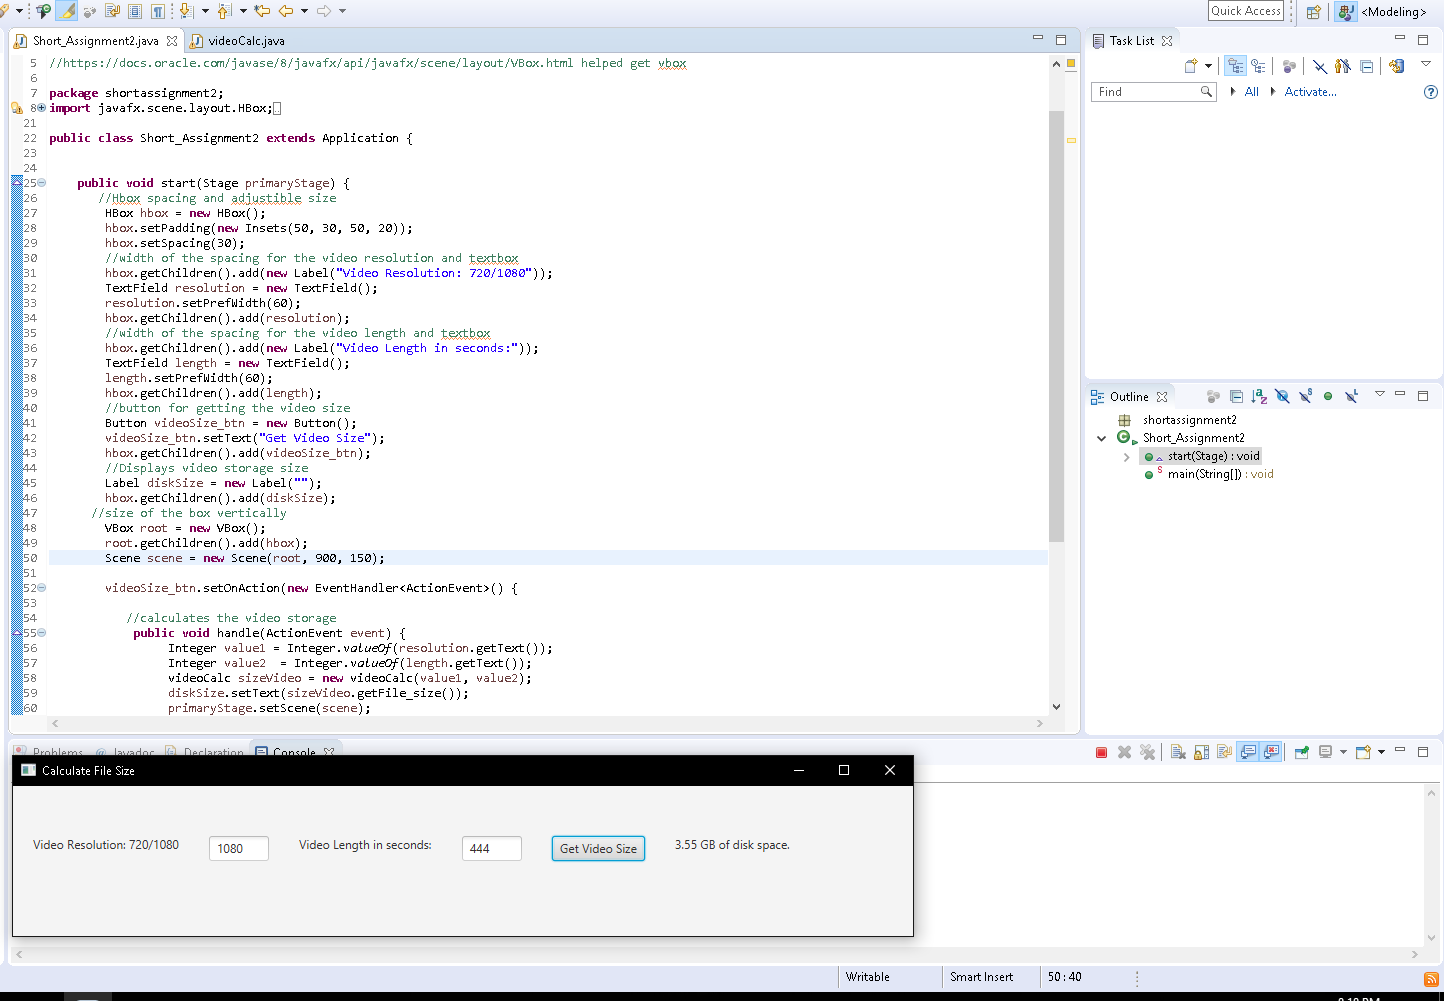 Quick Access
<Modeling>
Short_Assignment2.java
videoCalc.java
5 //https://docs.oracle.com/javase/8/javafx/api/javafx/scene/layout/VBox.html helped get vbox
6
7 package shortassignment2;
8 import javafx.scene.layout.HBox;
21
22 public class Short_Assignment2 extends Application {
23
24
25 public void start(Stage primaryStage) {
26 //Hbox spacing and adjustible size
27 HBox hbox = new HBox();
28 hbox.setPadding(new Insets(50, 30, 50, 20));
29 hbox.setSpacing(30);
30 //width of the spacing for the video resolution and textbox
31 hbox.getChildren().add(new Label("Video Resolution: 720/1080"));
32 TextField resolution = new TextField();
33 resolution.setPrefWidth(60);
34 hbox.getChildren().add(resolution);
35 //width of the spacing for the video length and textbox
36 hbox.getChildren().add(new Label("Video Length in seconds:"));
37 TextField length = new TextField();
38 length.setPrefWidth(60);
39 hbox.getChildren().add(length);
40 //button for getting the video size
41 Button videoSize_btn = new Button();
42 videoSize_btn.setText("Get Video Size");
43 hbox.getChildren().add(videoSize_btn);
44 //Displays video storage size
45 Label diskSize = new Label("");
46 hbox.getChildren().add(diskSize);
47 //size of the box vertically
48 VBox root = new VBox();
49 root.getChildren().add(hbox);
50 Scene scene = new Scene(root, 900, 150);
51
52 videoSize_btn.setOnAction(new EventHandler<ActionEvent>() {
53
54 //calculates the video storage
55 public void handle(ActionEvent event) {
56 Integer value1 = Integer.valueOf(resolution.getText());
57 Integer value2  = Integer.valueOf(length.getText());
58 videoCalc sizeVideo = new videoCalc(value1, value2);
59 diskSize.setText(sizeVideo.getFile_size());
60 primaryStage.setScene(scene);
Task List
Find
All
Activate...
Outline
shortassignment2
Short_Assignment2
start(Stage) : void
main(String[]) : void
Problems
@ Javadoc
Declaration
Console
Calculate File Size
Video Resolution: 720/1080
1080
Video Length in seconds:
444
Get Video Size
3.55 GB of disk space.
Writable
Smart Insert
50 : 40